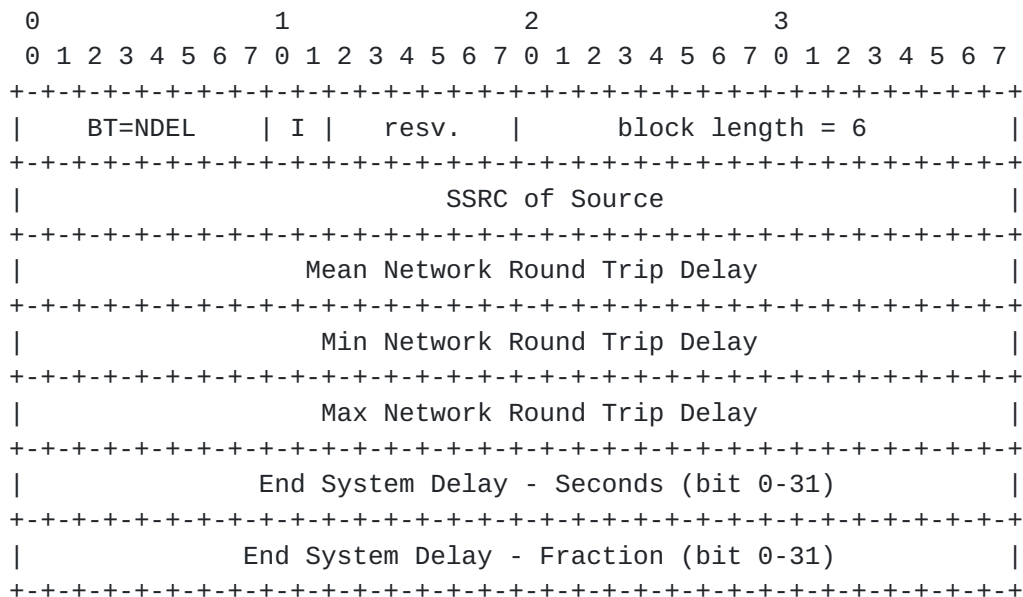 0               1               2               3
 0 1 2 3 4 5 6 7 0 1 2 3 4 5 6 7 0 1 2 3 4 5 6 7 0 1 2 3 4 5 6 7
+-+-+-+-+-+-+-+-+-+-+-+-+-+-+-+-+-+-+-+-+-+-+-+-+-+-+-+-+-+-+-+-+
|    BT=NDEL    | I |   resv.   |      block length = 6         |
+-+-+-+-+-+-+-+-+-+-+-+-+-+-+-+-+-+-+-+-+-+-+-+-+-+-+-+-+-+-+-+-+
|                           SSRC of Source                      |
+-+-+-+-+-+-+-+-+-+-+-+-+-+-+-+-+-+-+-+-+-+-+-+-+-+-+-+-+-+-+-+-+
|                  Mean Network Round Trip Delay                |
+-+-+-+-+-+-+-+-+-+-+-+-+-+-+-+-+-+-+-+-+-+-+-+-+-+-+-+-+-+-+-+-+
|                   Min Network Round Trip Delay                |
+-+-+-+-+-+-+-+-+-+-+-+-+-+-+-+-+-+-+-+-+-+-+-+-+-+-+-+-+-+-+-+-+
|                   Max Network Round Trip Delay                |
+-+-+-+-+-+-+-+-+-+-+-+-+-+-+-+-+-+-+-+-+-+-+-+-+-+-+-+-+-+-+-+-+
|               End System Delay - Seconds (bit 0-31)           |
+-+-+-+-+-+-+-+-+-+-+-+-+-+-+-+-+-+-+-+-+-+-+-+-+-+-+-+-+-+-+-+-+
|              End System Delay - Fraction (bit 0-31)           |
+-+-+-+-+-+-+-+-+-+-+-+-+-+-+-+-+-+-+-+-+-+-+-+-+-+-+-+-+-+-+-+-+